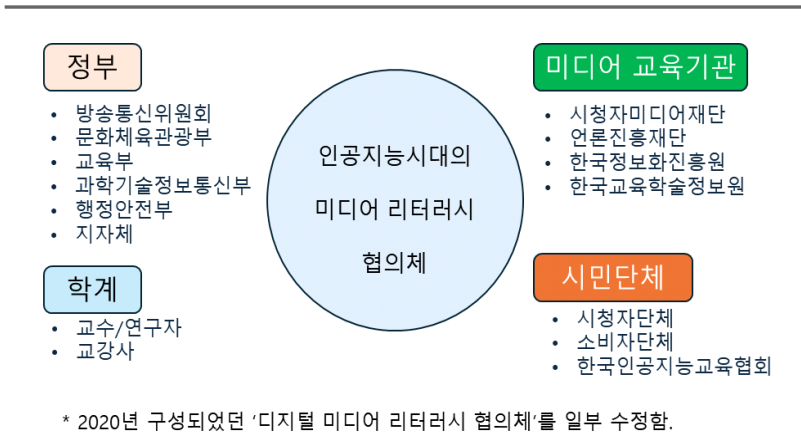 정부
• 방송통신위원회
• 문화체육관광부
• 교육부
• 과학기술정보통신부
• 행정안전부
• 지자체
학계
• 교수/연구자
• 교강사
인공지능시대의
미디어 리터러시
협의체
미디어 교육기관
• 시청자미디어재단
• 언론진흥재단
• 한국정보화진흥원
• 한국교육학술정보원
시민단체
• 시청자단체
• 소비자단체
• 한국인공지능교육협회
* 2020년 구성되었던 ‘디지털 미디어 리터러시 협의체’를 일부 수정함.